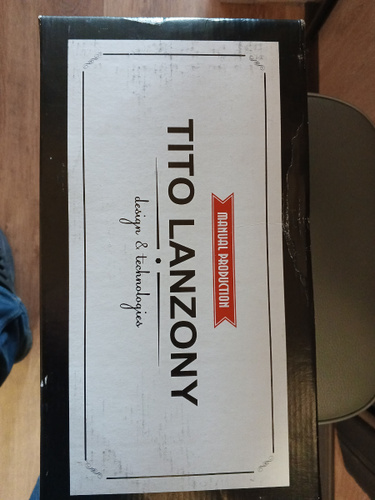 MANUAL PRODUCTION
TITO LANZONY
design & technologies